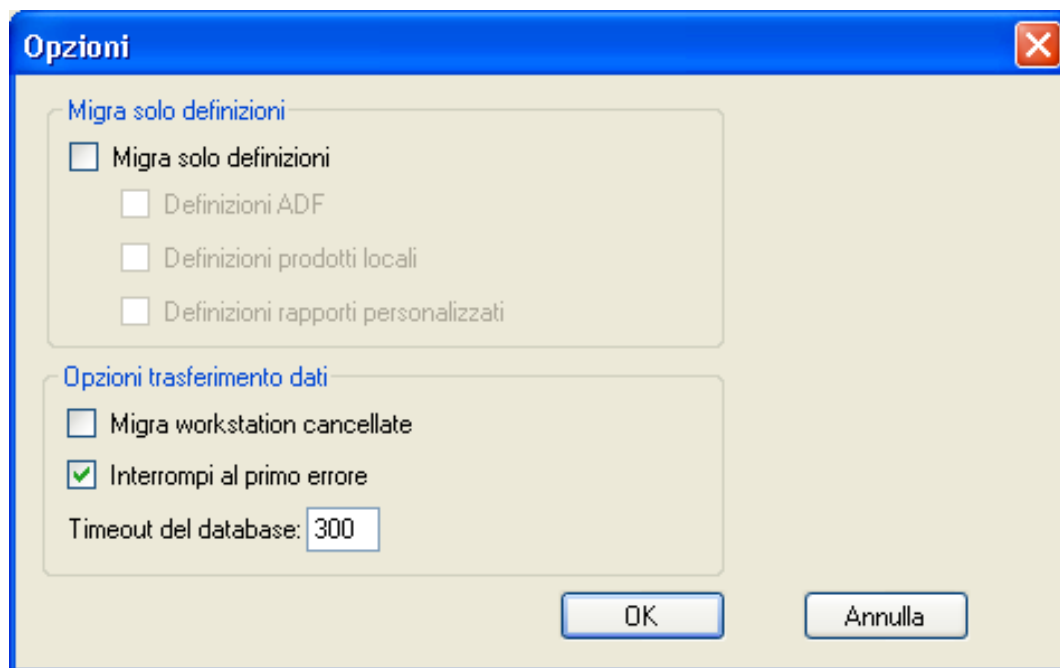 Opzioni
Migra solo definizioni
Migra solo definizioni
Definizioni ADF
Definizioni prodotti locali
Definizioni rapporti personalizzati
Opzioni trasferimento dati
Migra workstation cancellate
Interrompi al primo errore
Timeout del database: 300
OK Annulla